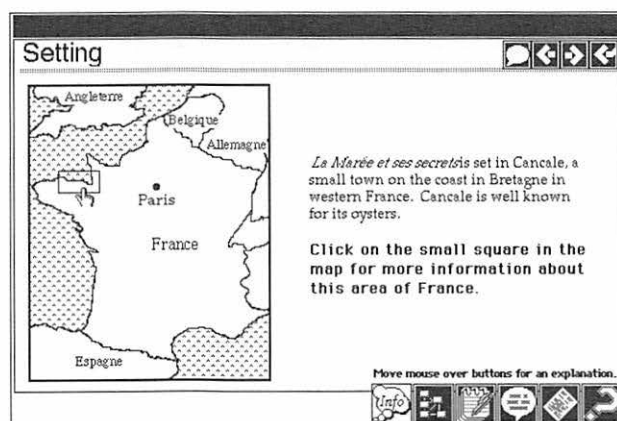 Setting
Angleterre
Belgique
Allemagne
Paris
France
Espagne
La Marée et ses secretsis set in Cancale, a
small town on the coast in Bretagne in
western France. Cancale is well known
for its oysters.
Click on the small square in the
map for more information about
this area of France.
Move mouse over buttons for an explanation.
Info